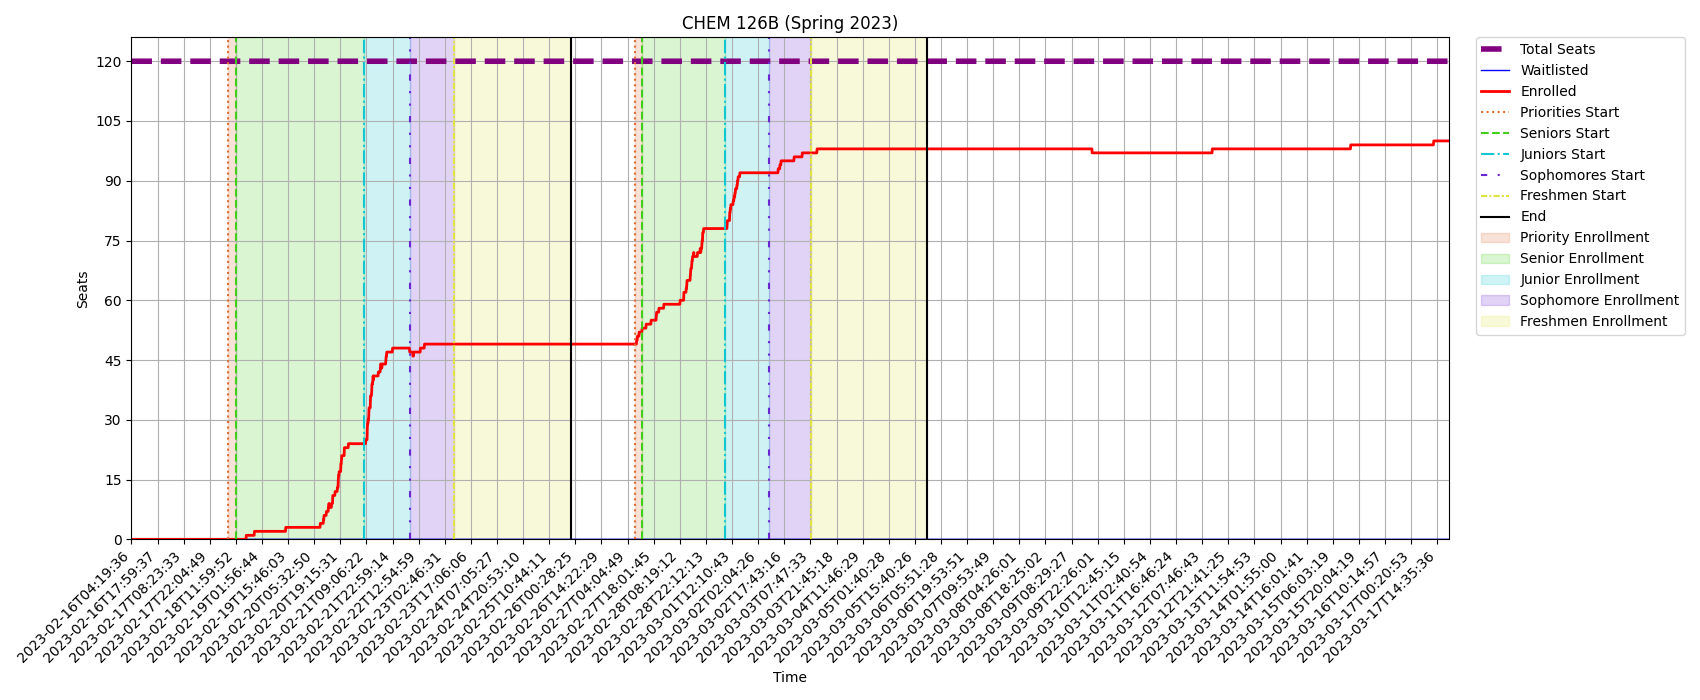 CHEM 126B (Spring 2023)
Seats
120
105
90
75
60
45
30
15
0
2023-02-16T04:19:36
2023-02-16T17:59:37
2023-02-17T08:23:33
2023-02-17T22:04:49
2023-02-18T11:59:52
2023-02-19T01:56:44
2023-02-19T15:46:03
2023-02-20T05:32:50
2023-02-20T19:15:31
2023-02-21T09:06:22
2023-02-21T22:59:14
2023-02-22T12:54:59
2023-02-23T02:46:31
2023-02-23T17:06:06
2023-02-24T07:05:27
2023-02-24T20:53:10
2023-02-25T10:44:11
2023-02-26T00:28:25
2023-02-26T14:22:29
2023-02-27T04:04:49
2023-02-27T18:01:45
2023-02-28T08:19:12
2023-02-28T22:12:13
2023-03-01T12:10:43
2023-03-02T02:04:26
2023-03-02T17:43:16
2023-03-03T07:47:33
2023-03-03T21:45:18
2023-03-04T11:46:29
2023-03-05T01:40:28
2023-03-05T15:40:26
2023-03-06T05:51:28
2023-03-06T19:53:51
2023-03-07T09:53:49
2023-03-08T04:26:01
2023-03-08T18:25:02
2023-03-09T08:29:27
2023-03-09T22:26:01
2023-03-10T12:45:15
2023-03-11T02:40:54
2023-03-11T16:46:24
2023-03-12T07:46:43
2023-03-12T21:41:25
2023-03-13T11:54:53
2023-03-14T01:55:00
2023-03-14T16:01:41
2023-03-15T06:03:19
2023-03-15T20:04:19
2023-03-16T10:14:57
2023-03-17T00:20:53
2023-03-17T14:35:36
Time
Total Seats
Waitlisted
Enrolled
Priorities Start
Seniors Start
Juniors Start
Sophomores Start
Freshmen Start
End
Priority Enrollment
Senior Enrollment
Junior Enrollment
Sophomore Enrollment
Freshmen Enrollment